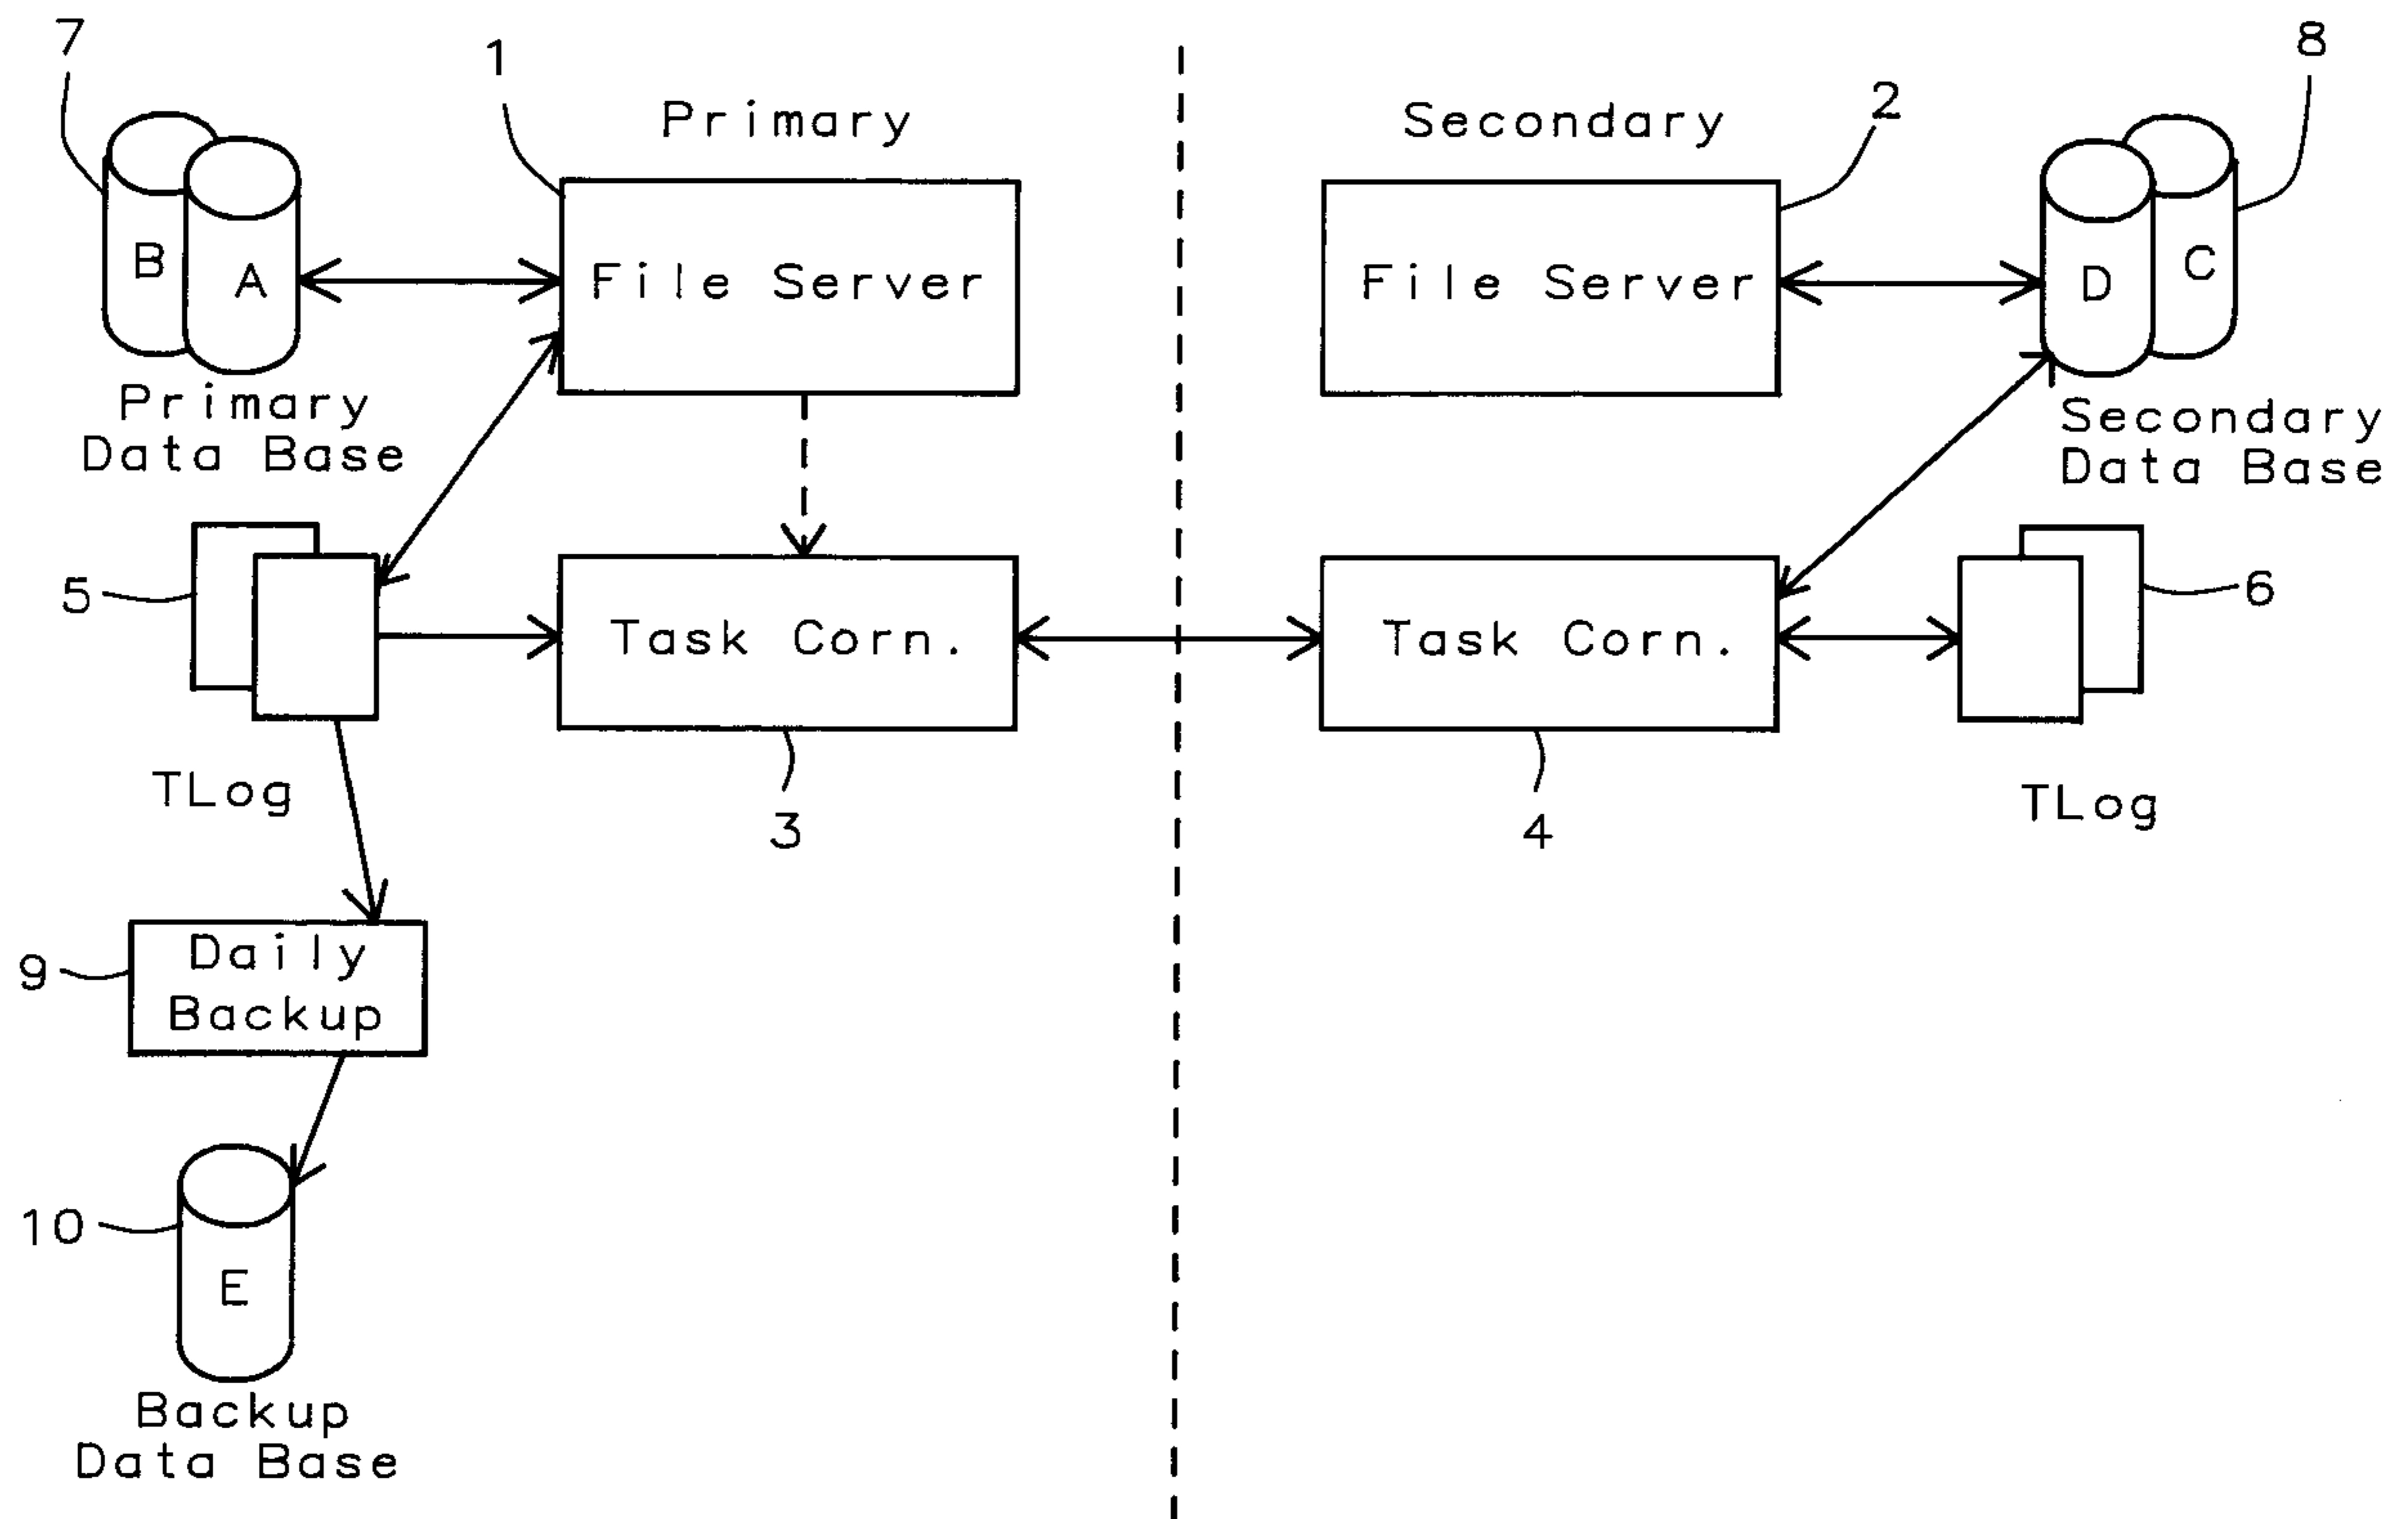 7
1
8
2
Primary
Secondary
B
A
File Server
File Server
D
C
Primary
Data Base
Secondary
Data Base
5
Task Corn.
Task Corn.
6
TLog
3
4
TLog
9
Daily
Backup
10
E
Backup
Data Base